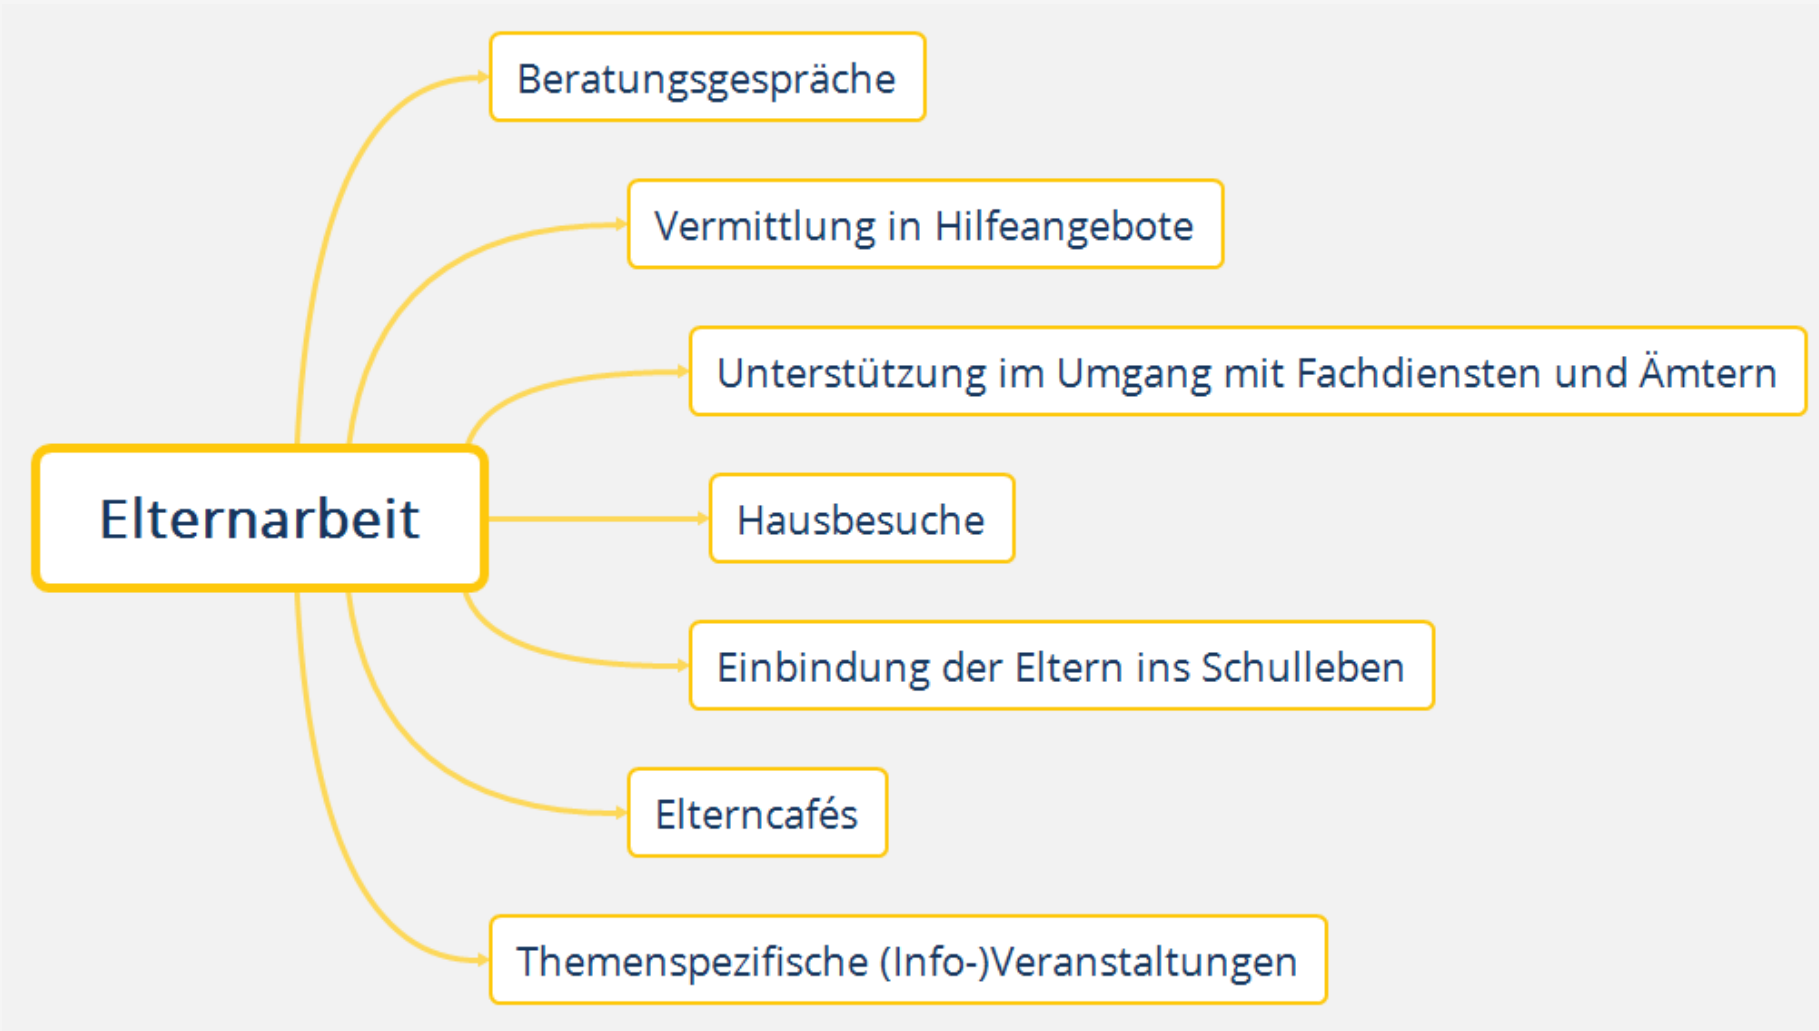 Beratungsgespräche
Vermittlung in Hilfeangebote
Unterstützung im Umgang mit Fachdiensten und Ämtern
Elternarbeit
Hausbesuche
Einbindung der Eltern ins Schulleben
Elterncafés
Themenspezifische (Info-)Veranstaltungen